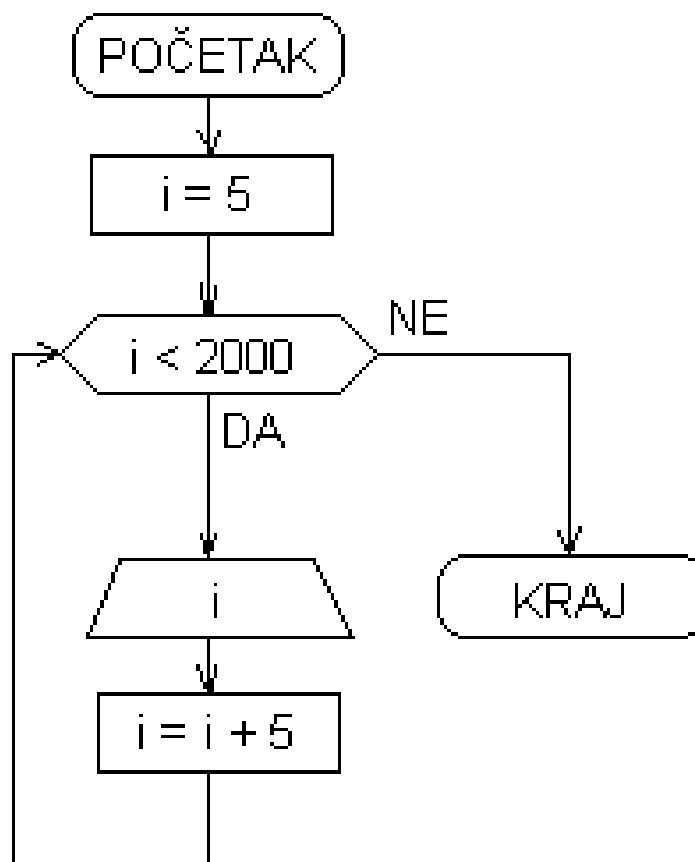 POČETAK
i = 5
i < 2000
NE
DA
i
KRAJ
i = i + 5